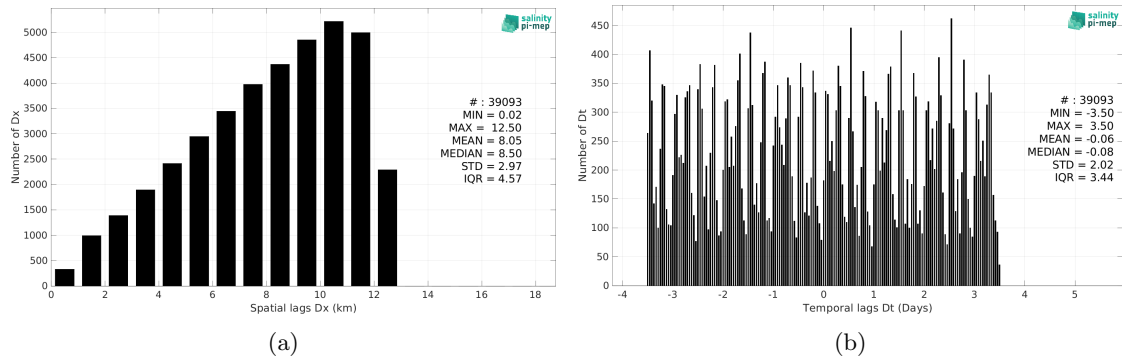 salinity
pi-mep
Number of Dx
5000
4500
4000
3500
3000
2500
2000
1500
1000
500
0
# : 39093
MIN = 0.02
MAX = 12.50
MEAN = 8.05
MEDIAN = 8.50
STD = 2.97
IQR = 4.57
0 2 4 6 8 10 12 14 16 18
Spatial lags Dx (km)
(a)
salinity
pi-mep
Number of Dt
450
400
350
300
250
200
150
100
50
0
# : 39093
MIN = -3.50
MAX = 3.50
MEAN = -0.06
MEDIAN = -0.08
STD = 2.02
IQR = 3.44
-4 -3 -2 -1 0 1 2 3 4 5
Temporal lags Dt (Days)
(b)